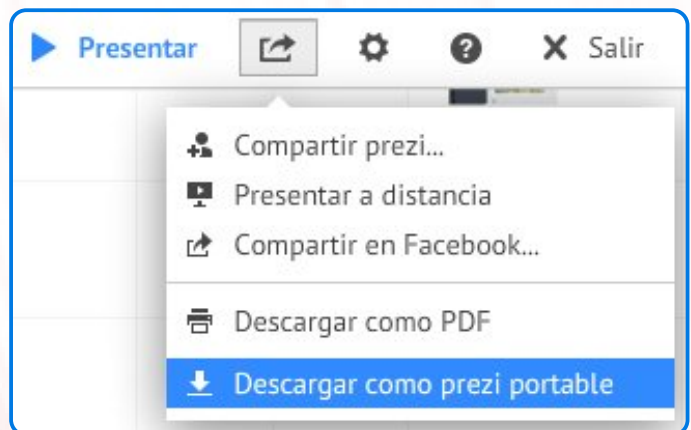 Presentar
Salir
Compartir prezi...
Presentar a distancia
Compartir en Facebook...
Descargar como PDF
Descargar como prezi portable